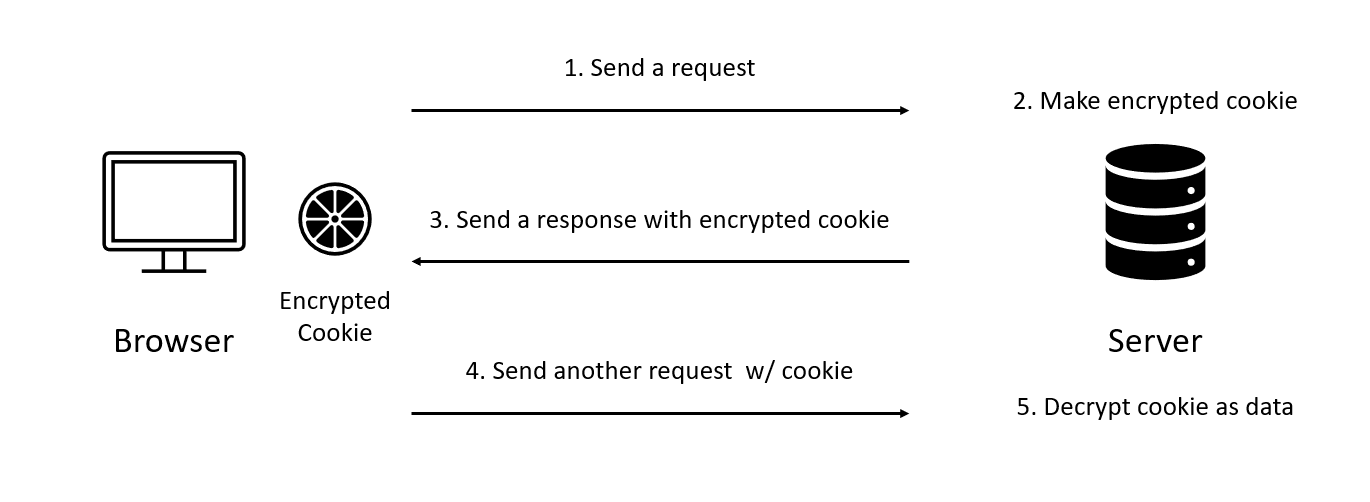 1. Send a request
2. Make encrypted cookie
3. Send a response with encrypted cookie
Encrypted
Cookie
Browser
Server
4. Send another request  w/ cookie
5. Decrypt cookie as data